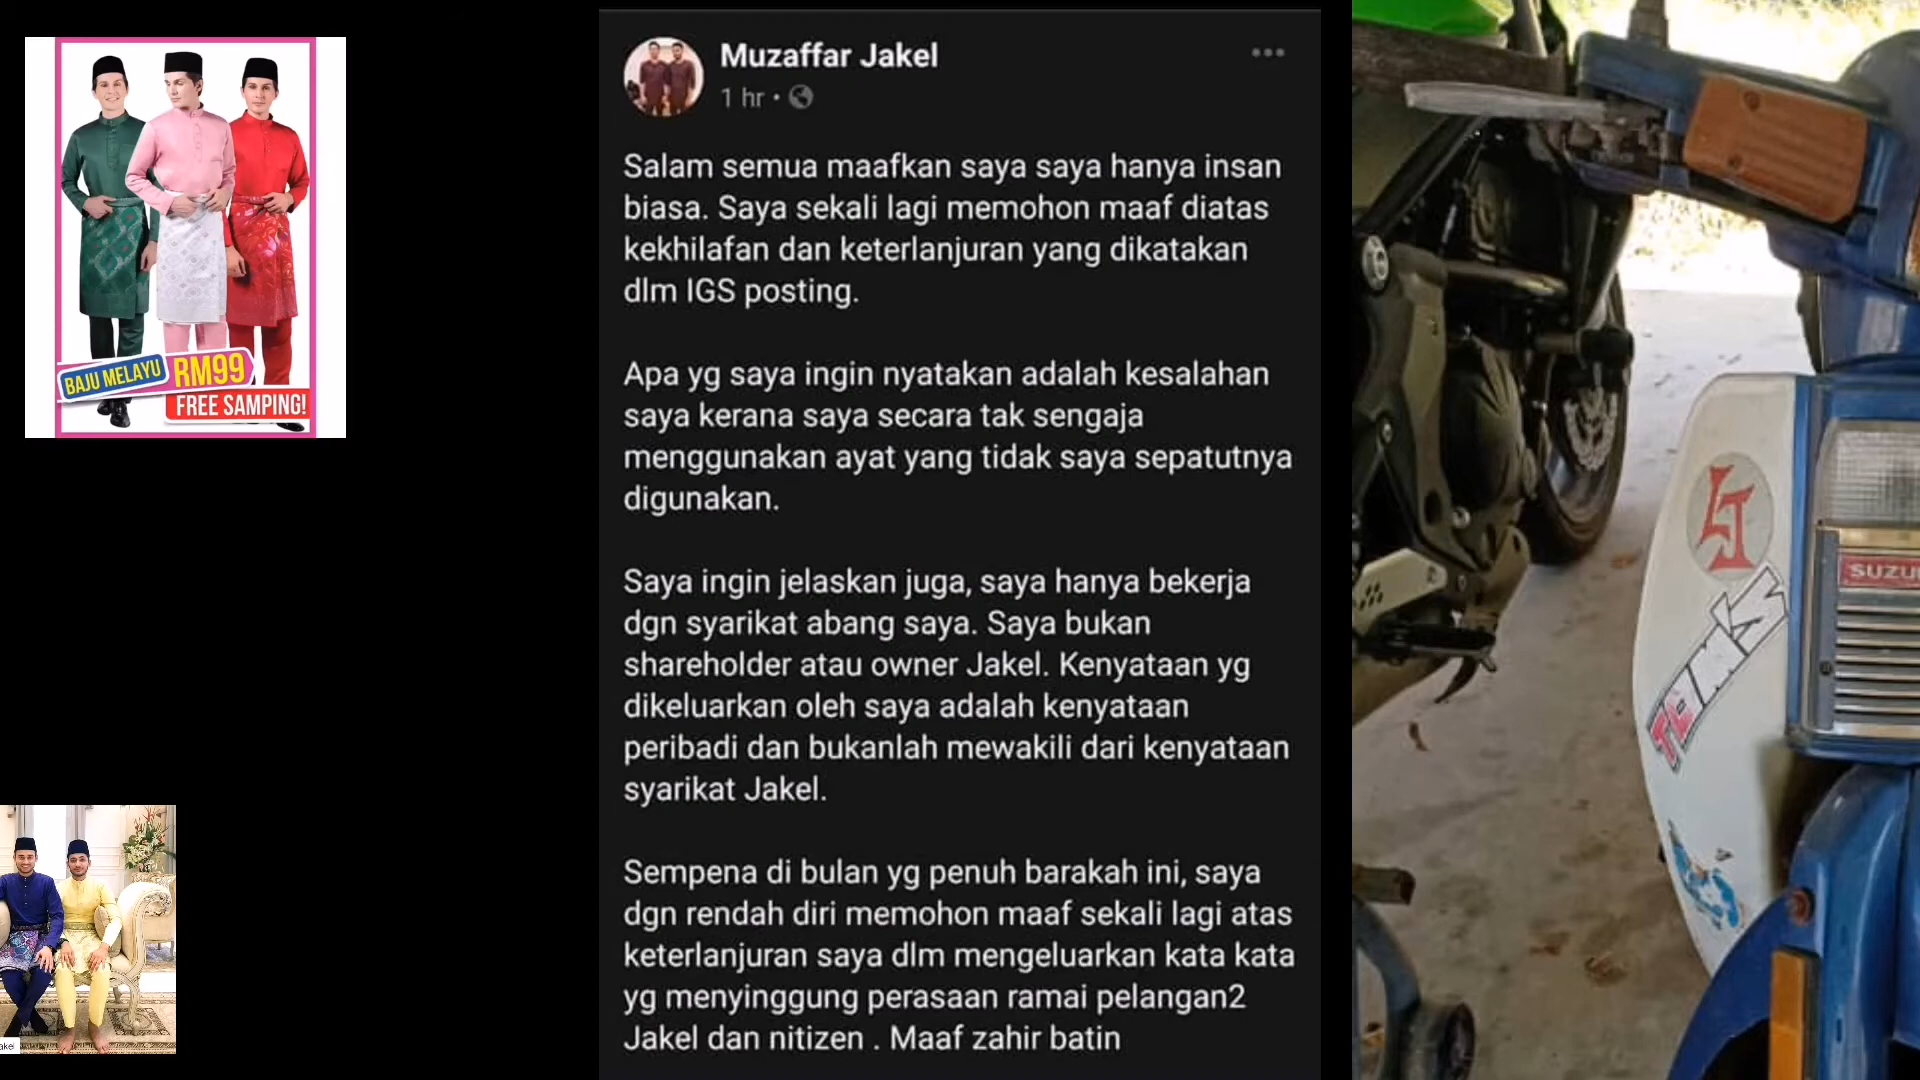 BAJU MELAYU RM99
FREE SAMPING!
akel
Muzaffar Jakel
1 hr •
Salam semua maafkan saya saya hanya insan
biasa. Saya sekali lagi memohon maaf diatas
kekhilafan dan keterlanjuran yang dikatakan
dlm IGS posting.
Apa yg saya ingin nyatakan adalah kesalahan
saya kerana saya secara tak sengaja
menggunakan ayat yang tidak saya sepatutnya
digunakan.
Saya ingin jelaskan juga, saya hanya bekerja
dgn syarikat abang saya. Saya bukan
shareholder atau owner Jakel. Kenyataan yg
dikeluarkan oleh saya adalah kenyataan
peribadi dan bukanlah mewakili dari kenyataan
syarikat Jakel.
Sempena di bulan yg penuh barakah ini, saya
dgn rendah diri memohon maaf sekali lagi atas
keterlanjuran saya dlm mengeluarkan kata kata
yg menyinggung perasaan ramai pelangan2
Jakel dan nitizen . Maaf zahir batin
LJ
SUZU